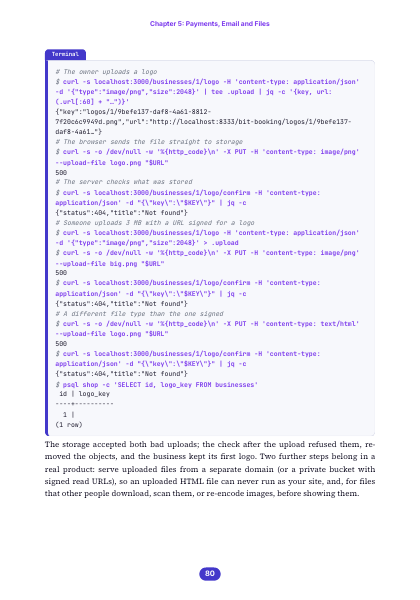 Chapter 5: Payments, Email and Files
Terminal
# The owner uploads a logo
$ curl -s localhost:3000/businesses/1/logo -H 'content-type: application/json'
-d '{"type":"image/png","size":2048}' | tee .upload | jq -c '{key, url:
(.url[:60] + "…")}'
{"key":"logos/1/9befe137-daf8-4a61-8812-
7f20c6c9949d.png","url":"http://localhost:8333/bit-booking/logos/1/9befe137-
daf8-4a61…"}
# The browser sends the file straight to storage
$ curl -s -o /dev/null -w '%{http_code}\n' -X PUT -H 'content-type: image/png'
--upload-file logo.png "$URL"
500
# The server checks what was stored
$ curl -s localhost:3000/businesses/1/logo/confirm -H 'content-type:
application/json' -d "{\"key\":\"$KEY\"}" | jq -c
{"status":404,"title":"Not found"}
# Someone uploads 3 MB with a URL signed for a logo
$ curl -s localhost:3000/businesses/1/logo -H 'content-type: application/json'
-d '{"type":"image/png","size":2048}' > .upload
$ curl -s -o /dev/null -w '%{http_code}\n' -X PUT -H 'content-type: image/png'
--upload-file big.png "$URL"
500
$ curl -s localhost:3000/businesses/1/logo/confirm -H 'content-type:
application/json' -d "{\"key\":\"$KEY\"}" | jq -c
{"status":404,"title":"Not found"}
# A different file type than the one signed
$ curl -s -o /dev/null -w '%{http_code}\n' -X PUT -H 'content-type: text/html'
--upload-file logo.png "$URL"
500
$ curl -s localhost:3000/businesses/1/logo/confirm -H 'content-type:
application/json' -d "{\"key\":\"$KEY\"}" | jq -c
{"status":404,"title":"Not found"}
$ psql shop -c 'SELECT id, logo_key FROM businesses'
id | logo_key
----+----------
1 |
(1 row)
The storage accepted both bad uploads; the check after the upload refused them, re-
moved the objects, and the business kept its first logo. Two further steps belong in a
real product: serve uploaded files from a separate domain (or a private bucket with
signed read URLs), so an uploaded HTML file can never run as your site, and, for files
that other people download, scan them, or re-encode images, before showing them.
80